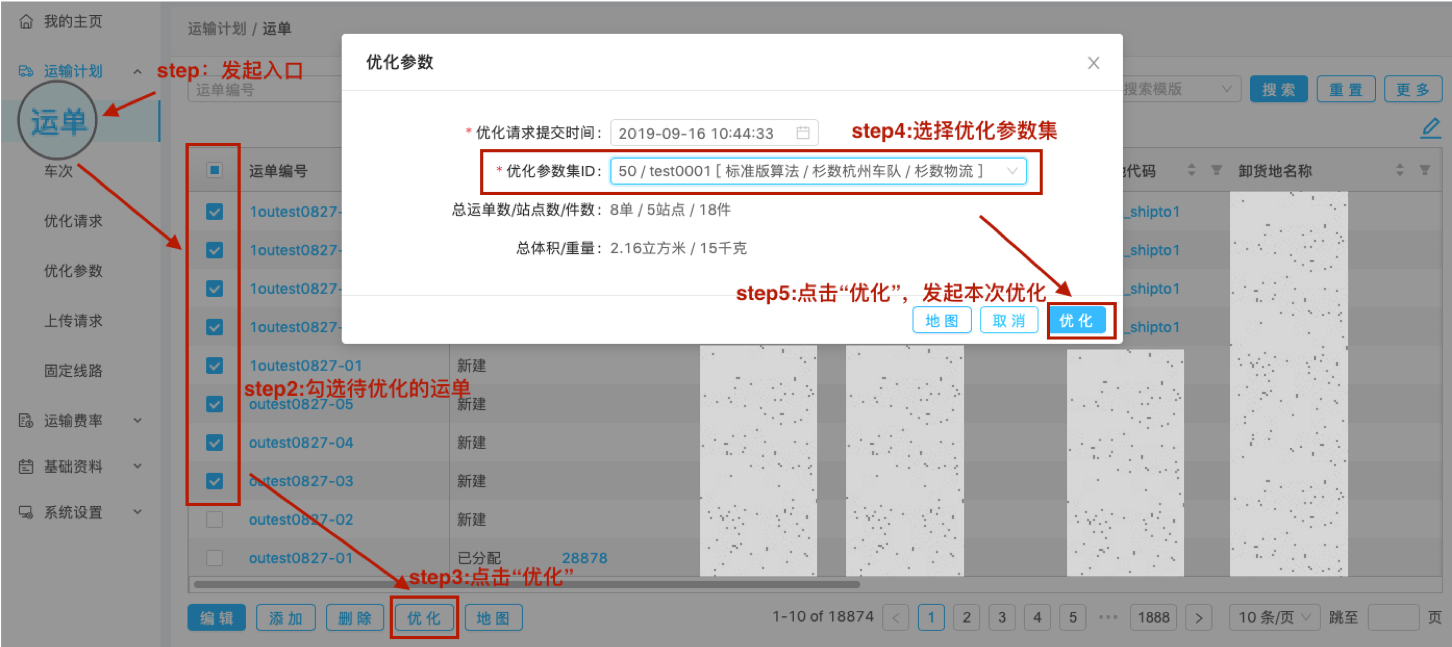 我的主页
运输计划
运单
车次
优化请求
优化参数
上传请求
固定线路
运输费率
基础资料
系统设置
step：发起入口
运输计划 / 运单
运单编号
搜索模版
搜 索
重 置
更 多
优化参数
* 优化请求提交时间： 2019-09-16 10:44:33
step4:选择优化参数集
* 优化参数集ID： 50 / test0001 [ 标准版算法 / 杉数杭州车队 / 杉数物流 ]
总运单数/站点数/件数： 8单 / 5站点 / 18件
总体积/重量： 2.16立方米 / 15千克
step5:点击“优化”，发起本次优化
地 图
取 消
优 化
运单编号
代码
卸货地名称
1outest0827-
_shipto1
1outest0827-
_shipto1
1outest0827-
_shipto1
1outest0827-
_shipto1
1outest0827-01 新建
step2:勾选待优化的运单
outest0827-05 新建
outest0827-04 新建
outest0827-03 新建
outest0827-02 新建
outest0827-01 已分配 28878
step3:点击“优化”
编 辑
添 加
删 除
优 化
地 图
1-10 of 18874 < 1 2 3 4 5 ••• 1888 > 10 条/页 跳至 页